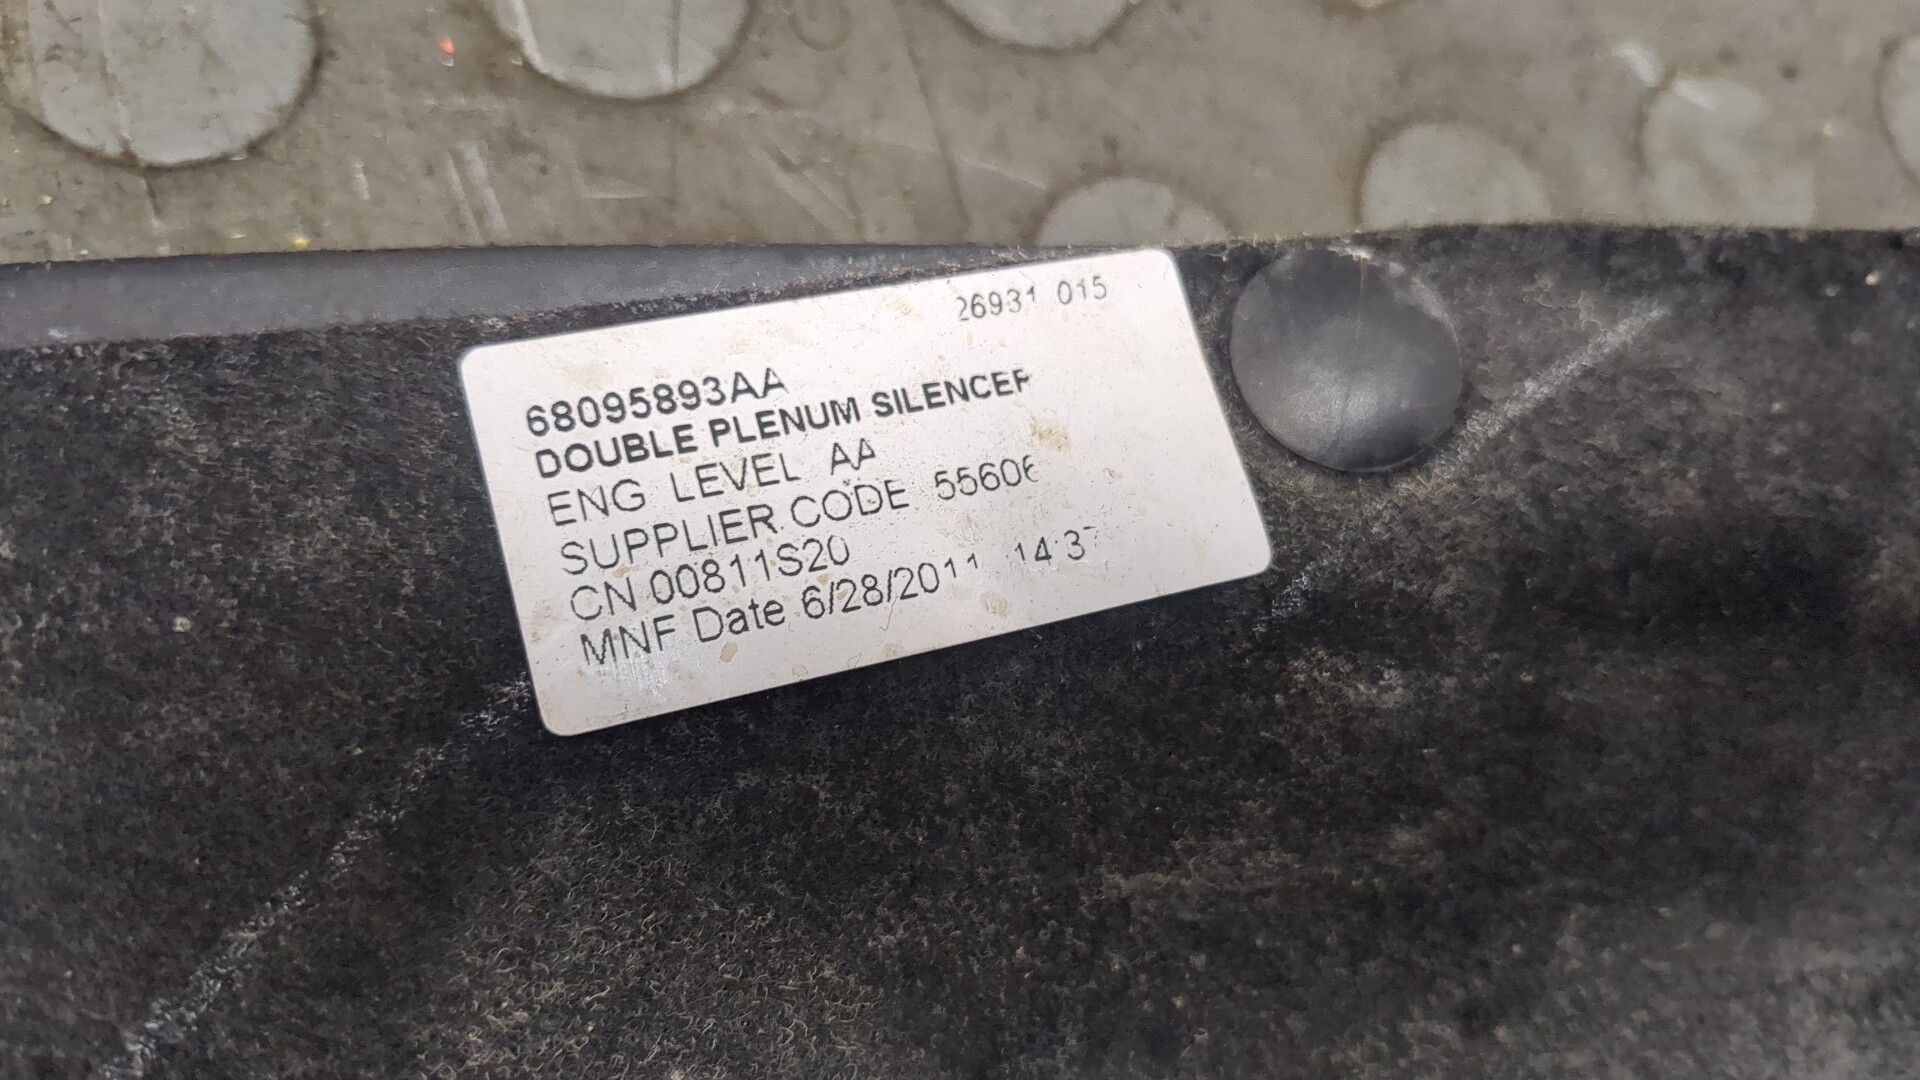 26931 015
68095893AA
DOUBLE PLENUM SILENCER
ENG LEVEL AA
SUPPLIER CODE 55606
CN 00811S20
MNF Date 6/28/2011 14:37